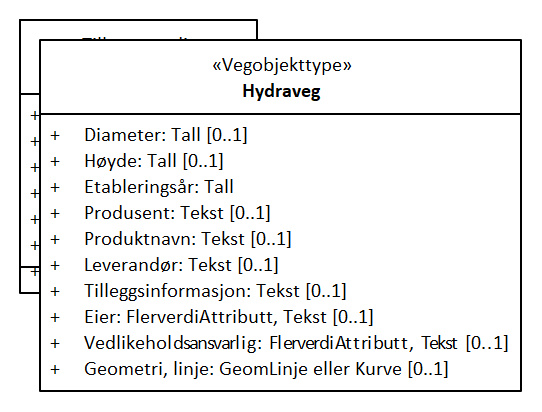 «Vegobjekttype»
Hydraveg
+ Diameter: Tall [0..1]
+ Høyde: Tall [0..1]
+ Etableringsår: Tall
+ Produsent: Tekst [0..1]
+ Produktnavn: Tekst [0..1]
+ Leverandør: Tekst [0..1]
+ Tilleggsinformasjon: Tekst [0..1]
+ Eier: FlerverdiAttributt, Tekst [0..1]
+ Vedlikeholdsansvarlig: FlerverdiAttributt, Tekst [0..1]
+ Geometri, linje: GeomLinje eller Kurve [0..1]